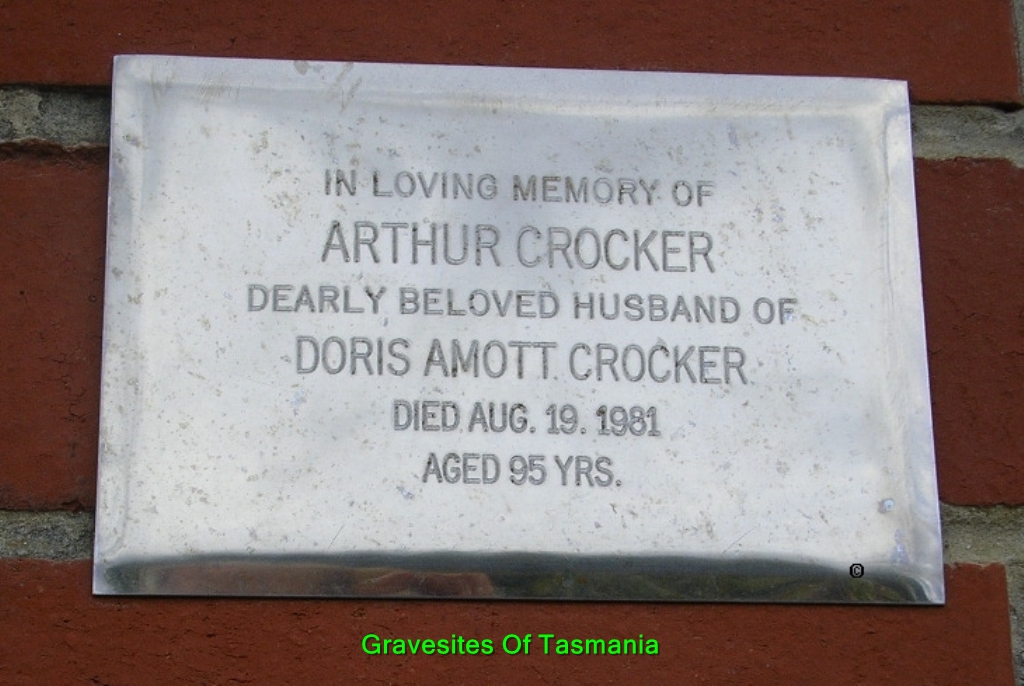 IN LOVING MEMORY OF
ARTHUR CROCKER
DEARLY BELOVED HUSBAND OF
DORIS AMOTT CROCKER
DIED AUG. 19. 1981
AGED 95 YRS.
©
Gravesites Of Tasmania